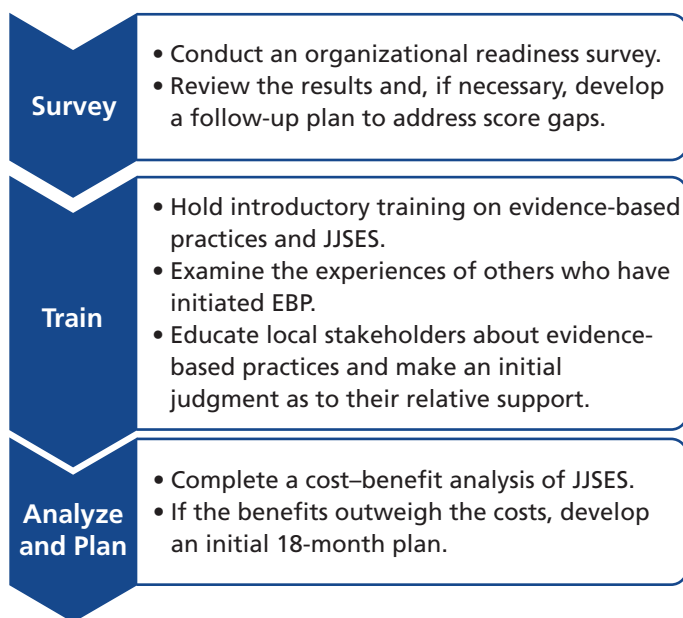 Survey
• Conduct an organizational readiness survey.
• Review the results and, if necessary, develop
a follow-up plan to address score gaps.
Train
• Hold introductory training on evidence-based
practices and JJSES.
• Examine the experiences of others who have
initiated EBP.
• Educate local stakeholders about evidence-
based practices and make an initial
judgment as to their relative support.
Analyze
and Plan
• Complete a cost–benefit analysis of JJSES.
• If the benefits outweigh the costs, develop
an initial 18-month plan.